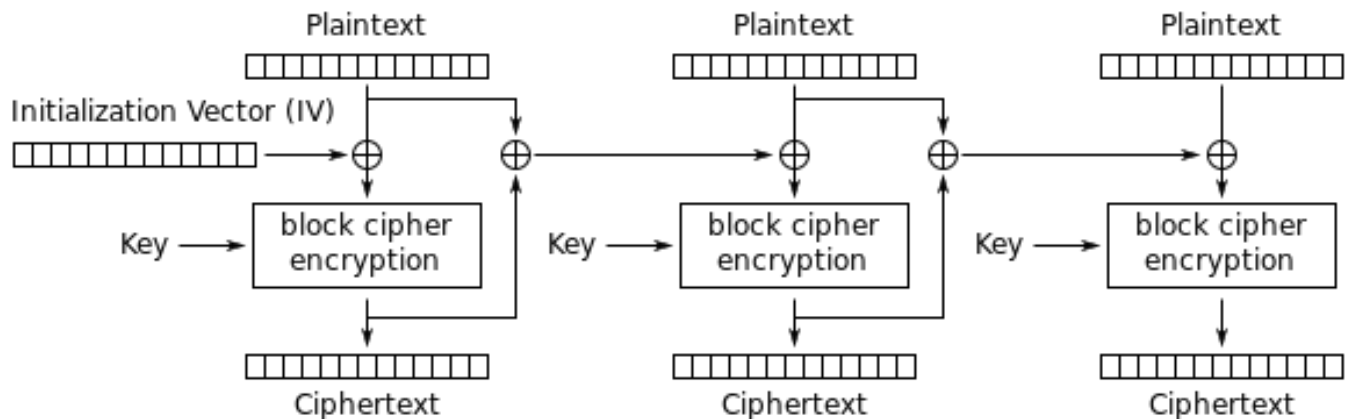 Plaintext
Plaintext
Plaintext
Initialization Vector (IV)
Key
block cipher
encryption
Key
block cipher
encryption
Key
block cipher
encryption
Ciphertext
Ciphertext
Ciphertext